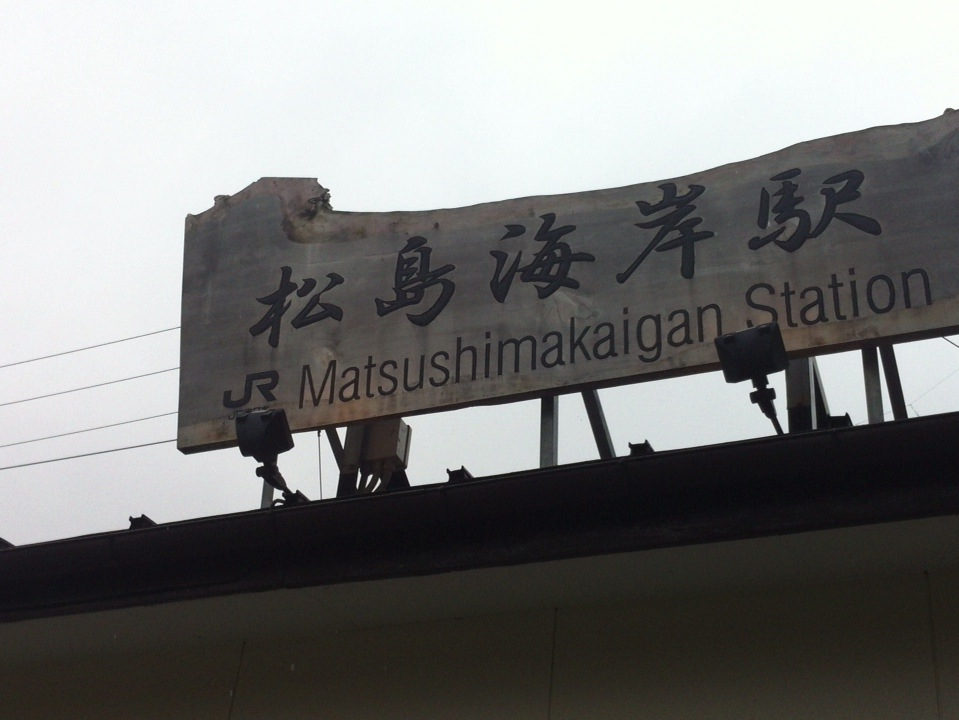 松島海岸駅
JR Matsushimakaigan Station